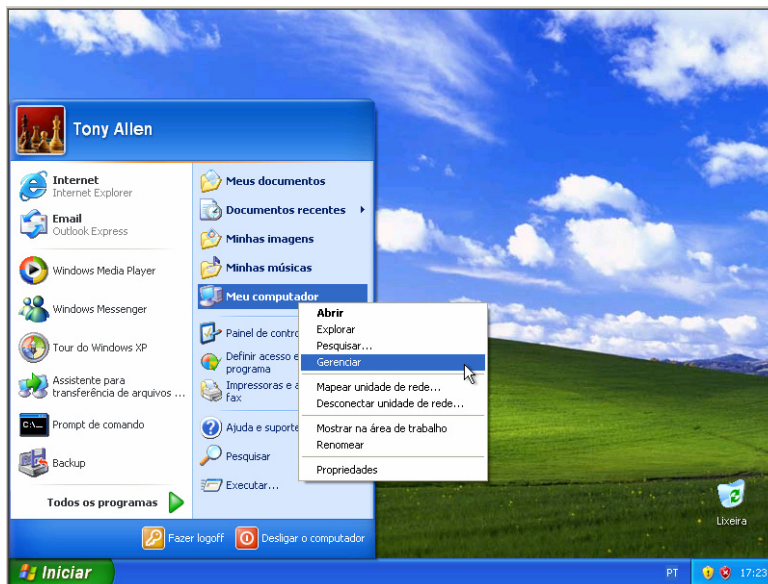 Tony Allen
Internet
Internet Explorer
Email
Outlook Express
Windows Media Player
Windows Messenger
Tour do Windows XP
Assistente para
transferência de arquivos ...
Prompt de comando
Backup
Todos os programas
Meus documentos
Documentos recentes
Minhas imagens
Minhas músicas
Meu computador
Painel de contro
Definir acesso e
programa
Impressoras e a
fax
Ajuda e suporte
Pesquisar
Executar...
Abrir
Explorar
Pesquisar...
Gerenciar
Mapear unidade de rede...
Desconectar unidade de rede...
Mostrar na área de trabalho
Renomear
Propriedades
Fazer logoff
Desligar o computador
Lixeira
Iniciar
PT
17:23